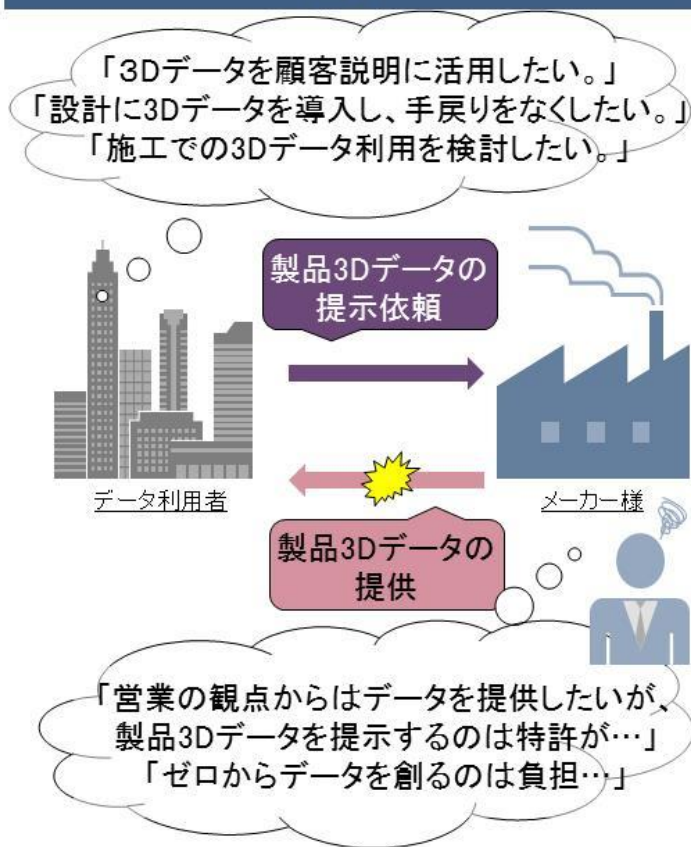 「3Dデータを顧客説明に活用したい。」
「設計に3Dデータを導入し、手戻りをなくしたい。」
「施工での3Dデータ利用を検討したい。」
製品3Dデータの
提示依頼
データ利用者
メーカー様
製品3Dデータの
提供
「営業の観点からはデータを提供したいが、
製品3Dデータを提示するのは特許が…」
「ゼロからデータを創るのは負担…」